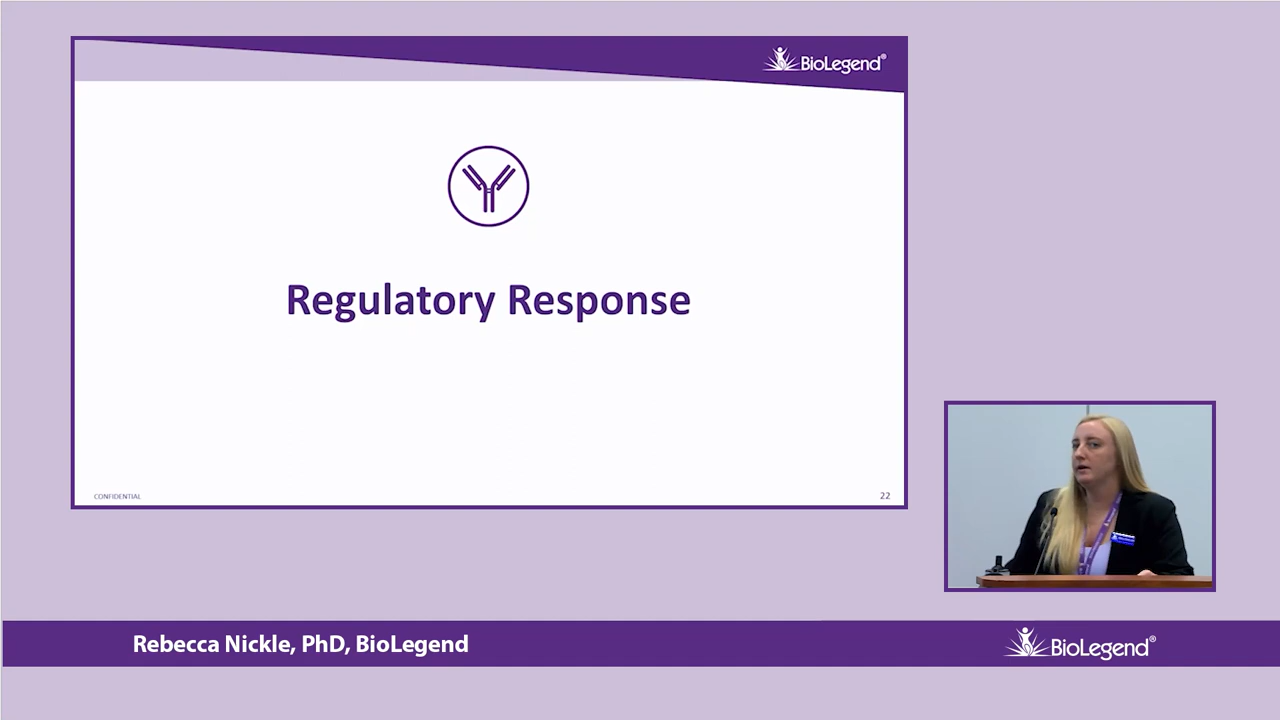 BioLegend®
Regulatory Response
CONFIDENTIAL
22
Rebecca Nickle, PhD, BioLegend
BioLegend®